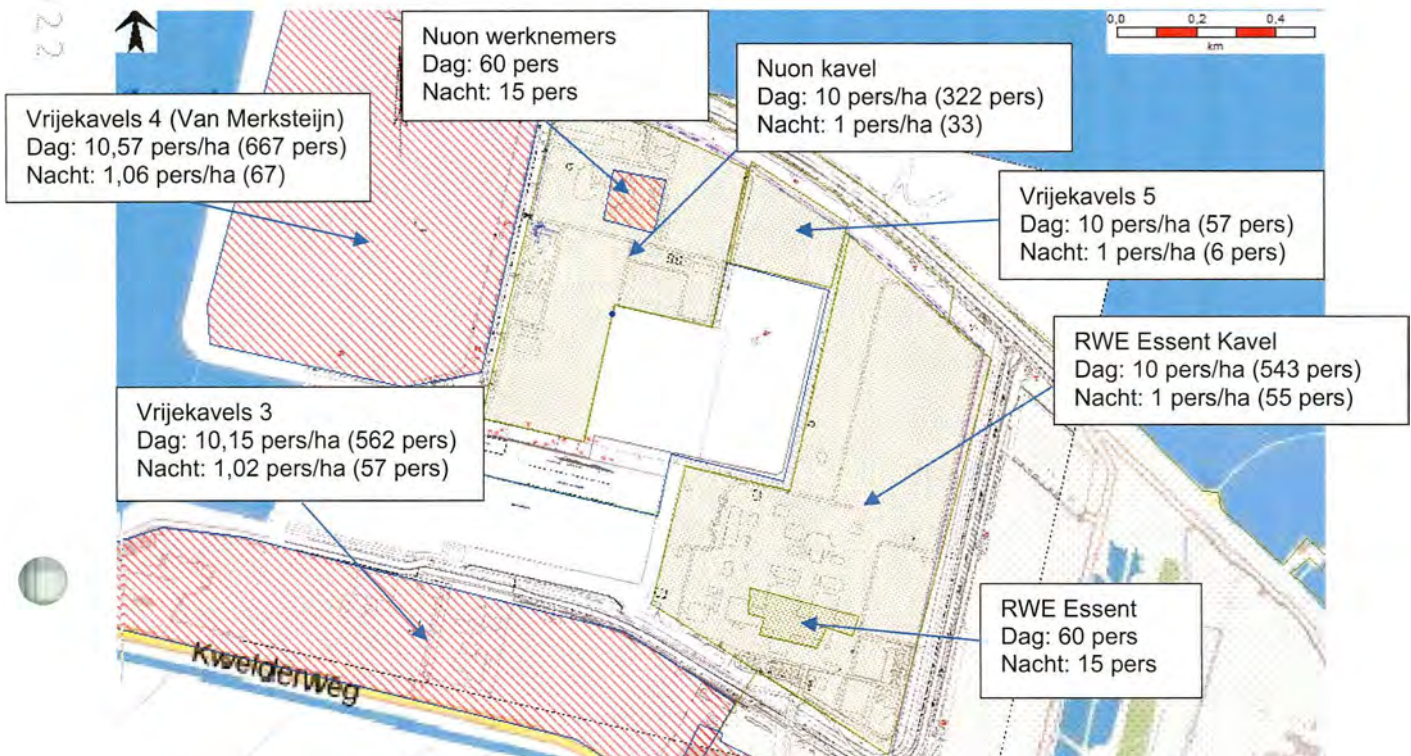 22
0,0 0,2 0,4
km
Nuon werknemers
Dag: 60 pers
Nacht: 15 pers
Nuon kavel
Dag: 10 pers/ha (322 pers)
Nacht: 1 pers/ha (33)
Vrijekavels 4 (Van Merksteijn)
Dag: 10,57 pers/ha (667 pers)
Nacht: 1,06 pers/ha (67)
Vrijekavels 5
Dag: 10 pers/ha (57 pers)
Nacht: 1 pers/ha (6 pers)
RWE Essent Kavel
Dag: 10 pers/ha (543 pers)
Nacht: 1 pers/ha (55 pers)
Vrijekavels 3
Dag: 10,15 pers/ha (562 pers)
Nacht: 1,02 pers/ha (57 pers)
RWE Essent
Dag: 60 pers
Nacht: 15 pers
Kwelderweg